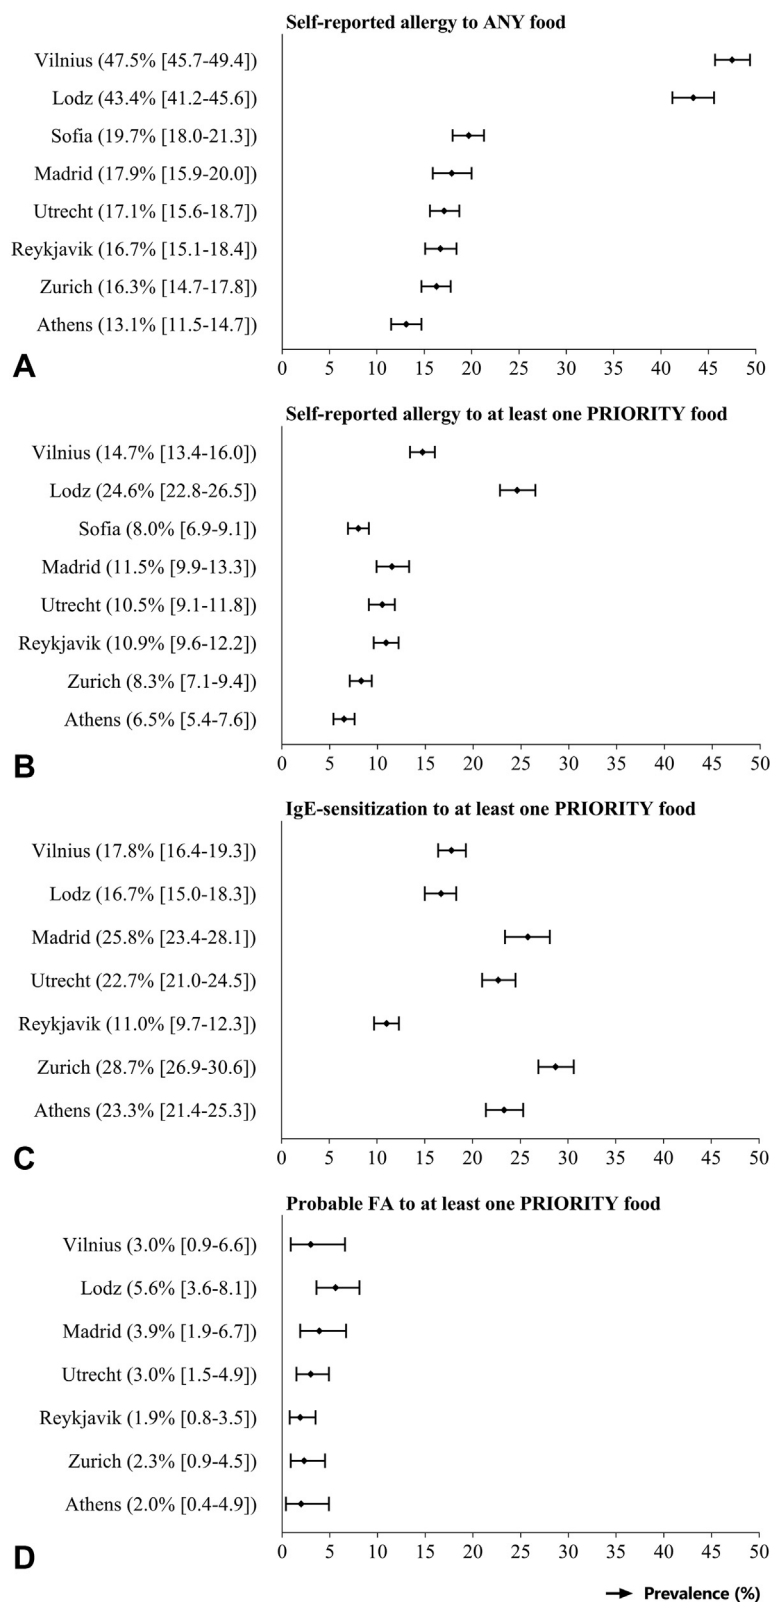 Self-reported allergy to ANY food
Vilnius (47.5% [45.7-49.4])
Lodz (43.4% [41.2-45.6])
Sofia (19.7% [18.0-21.3])
Madrid (17.9% [15.9-20.0])
Utrecht (17.1% [15.6-18.7])
Reykjavik (16.7% [15.1-18.4])
Zurich (16.3% [14.7-17.8])
Athens (13.1% [11.5-14.7])
A
0 5 10 15 20 25 30 35 40 45 50
Self-reported allergy to at least one PRIORITY food
Vilnius (14.7% [13.4-16.0])
Lodz (24.6% [22.8-26.5])
Sofia (8.0% [6.9-9.1])
Madrid (11.5% [9.9-13.3])
Utrecht (10.5% [9.1-11.8])
Reykjavik (10.9% [9.6-12.2])
Zurich (8.3% [7.1-9.4])
Athens (6.5% [5.4-7.6])
B
0 5 10 15 20 25 30 35 40 45 50
IgE-sensitization to at least one PRIORITY food
Vilnius (17.8% [16.4-19.3])
Lodz (16.7% [15.0-18.3])
Madrid (25.8% [23.4-28.1])
Utrecht (22.7% [21.0-24.5])
Reykjavik (11.0% [9.7-12.3])
Zurich (28.7% [26.9-30.6])
Athens (23.3% [21.4-25.3])
C
0 5 10 15 20 25 30 35 40 45 50
Probable FA to at least one PRIORITY food
Vilnius (3.0% [0.9-6.6])
Lodz (5.6% [3.6-8.1])
Madrid (3.9% [1.9-6.7])
Utrecht (3.0% [1.5-4.9])
Reykjavik (1.9% [0.8-3.5])
Zurich (2.3% [0.9-4.5])
Athens (2.0% [0.4-4.9])
D
0 5 10 15 20 25 30 35 40 45 50
Prevalence (%)